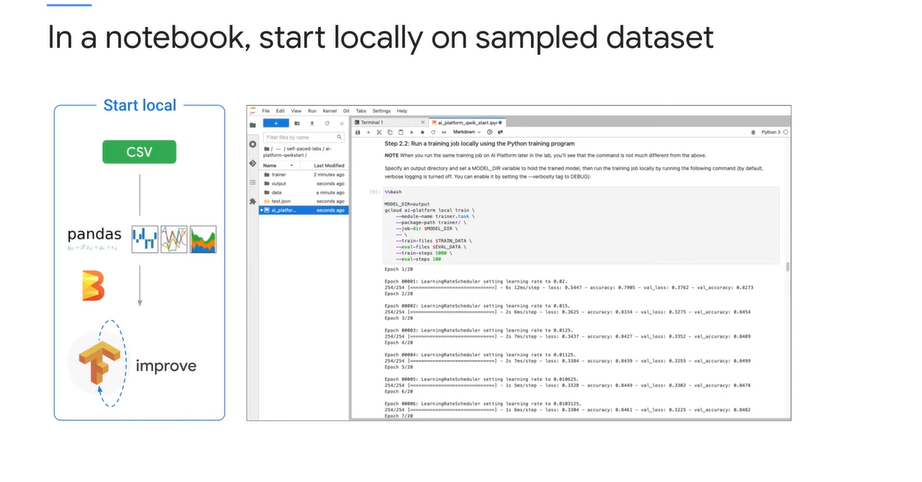 In a notebook, start locally on sampled dataset
Start local
CSV
pandas
improve
File Edit View Run Kernel Git Tabs Settings Help
Filter files by name
/ ··· / self-paced-labs / ai-
platform-qwikstart /
Name Last Modified
trainer 2 minutes ago
output seconds ago
data a minute ago
test.json seconds ago
ai_platfor... seconds ago
Terminal 1
ai_platform_qwik_start.ipyn
Markdown
Python 3
Step 2.2: Run a training job locally using the Python training program
NOTE When you run the same training job on AI Platform later in the lab, you'll see that the command is not much different from the above.
Specify an output directory and set a MODEL_DIR variable to hold the trained model, then run the training job locally by running the following command (by default,
verbose logging is turned off. You can enable it by setting the --verbosity tag to DEBUG):
%%bash
MODEL_DIR=output
gcloud ai-platform local train \
--module-name trainer.task \
--package-path trainer/ \
--job-dir $MODEL_DIR \
-- \
--train-files $TRAIN_DATA \
--eval-files $EVAL_DATA \
--train-steps 1000 \
--eval-steps 100
Epoch 1/20
Epoch 00001: LearningRateScheduler setting learning rate to 0.02.
254/254 [==============================] - 6s 12ms/step - loss: 0.5447 - accuracy: 0.7905 - val_loss: 0.3762 - val_accuracy: 0.8273
Epoch 2/20
Epoch 00002: LearningRateScheduler setting learning rate to 0.015.
254/254 [==============================] - 2s 6ms/step - loss: 0.3625 - accuracy: 0.8334 - val_loss: 0.3275 - val_accuracy: 0.8454
Epoch 3/20
Epoch 00003: LearningRateScheduler setting learning rate to 0.0125.
254/254 [==============================] - 2s 7ms/step - loss: 0.3437 - accuracy: 0.8427 - val_loss: 0.3352 - val_accuracy: 0.8489
Epoch 4/20
Epoch 00004: LearningRateScheduler setting learning rate to 0.01125.
254/254 [==============================] - 2s 7ms/step - loss: 0.3384 - accuracy: 0.8439 - val_loss: 0.3255 - val_accuracy: 0.8499
Epoch 5/20
Epoch 00005: LearningRateScheduler setting learning rate to 0.010625.
254/254 [==============================] - 1s 5ms/step - loss: 0.3328 - accuracy: 0.8449 - val_loss: 0.3302 - val_accuracy: 0.8478
Epoch 6/20
Epoch 00006: LearningRateScheduler setting learning rate to 0.0103125.
254/254 [==============================] - 1s 6ms/step - loss: 0.3304 - accuracy: 0.8461 - val_loss: 0.3225 - val_accuracy: 0.8482
Epoch 7/20